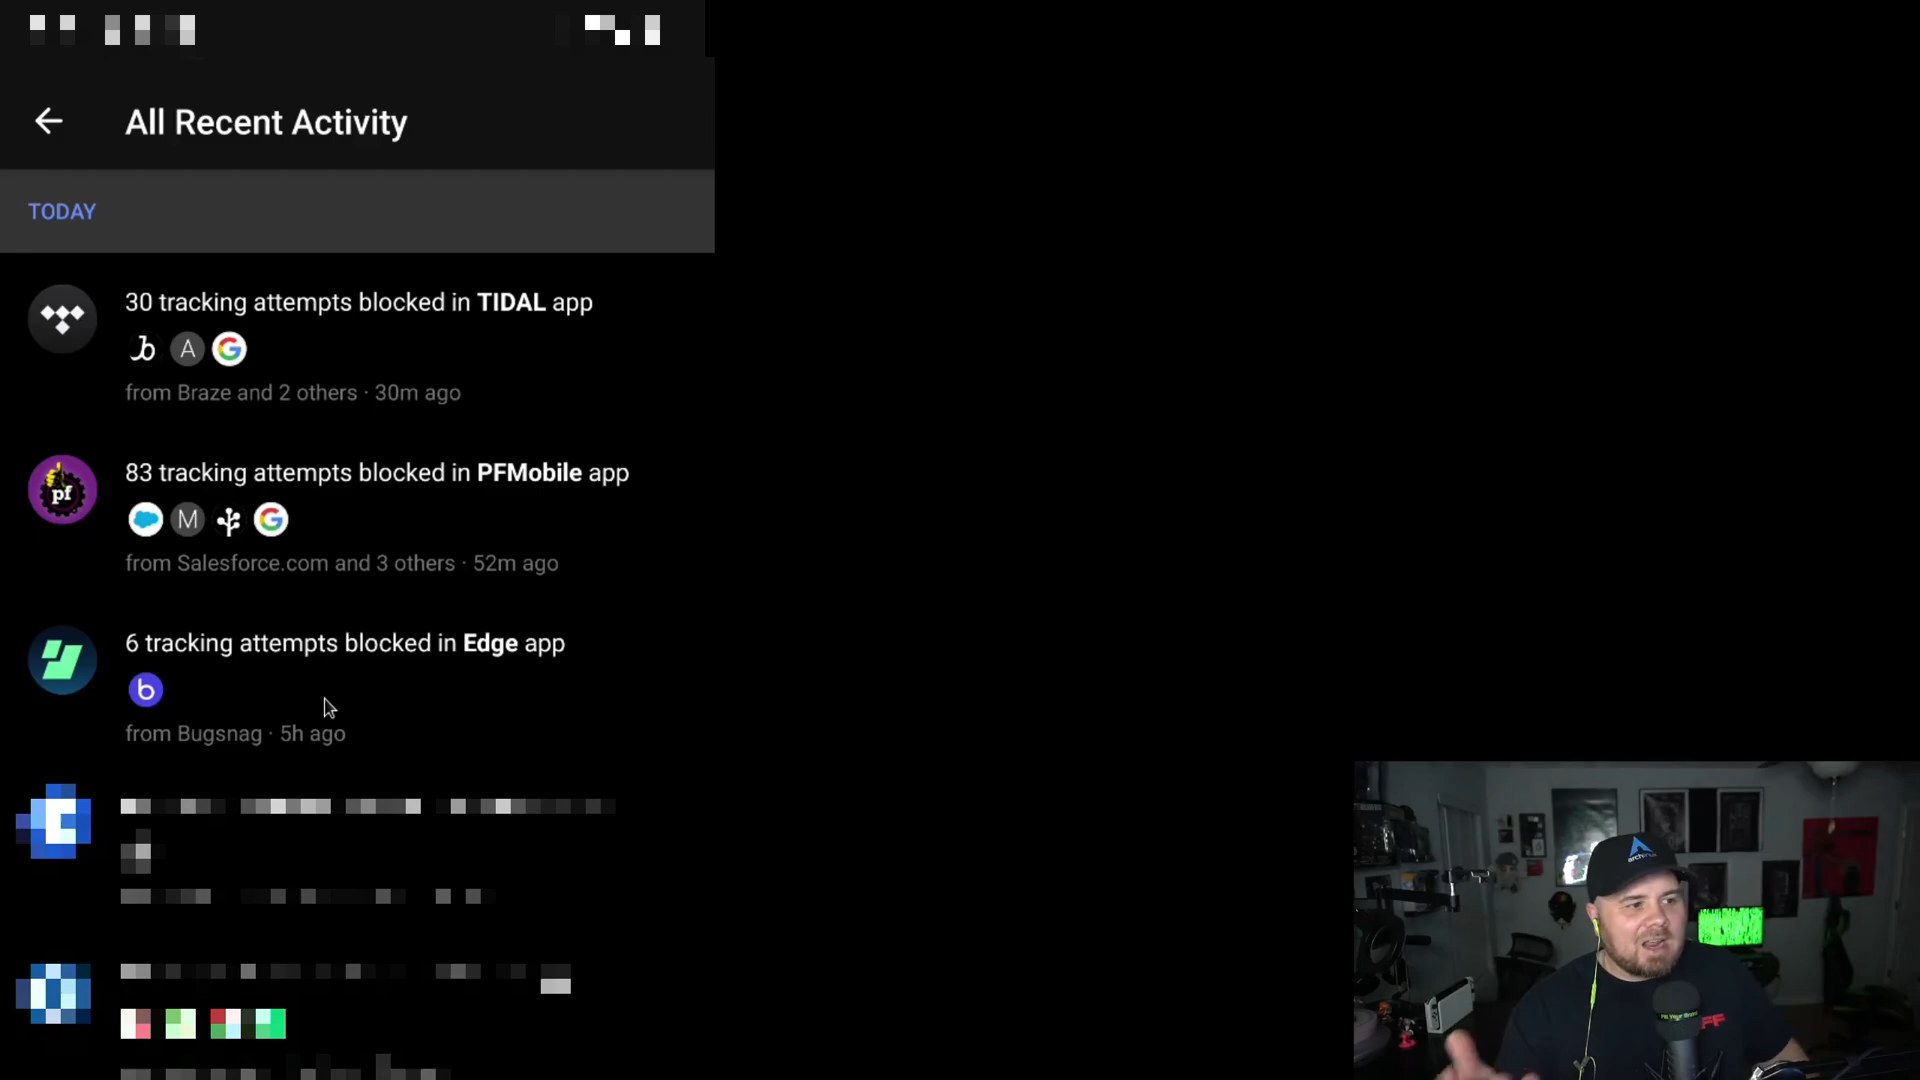 All Recent Activity
TODAY
30 tracking attempts blocked in TIDAL app
A
from Braze and 2 others · 30m ago
pf
83 tracking attempts blocked in PFMobile app
M
from Salesforce.com and 3 others · 52m ago
6 tracking attempts blocked in Edge app
b
from Bugsnag · 5h ago
archlinux